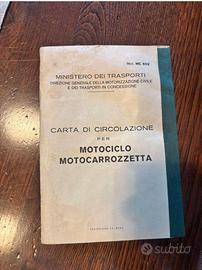 Mod. MC 802
MINISTERO DEI TRASPORTI
DIREZIONE GENERALE DELLA MOTORIZZAZIONE CIVILE
E DEI TRASPORTI IN CONCESSIONE
CARTA DI CIRCOLAZIONE
PER
MOTOCICLO
MOTOCARROZZETTA
subito